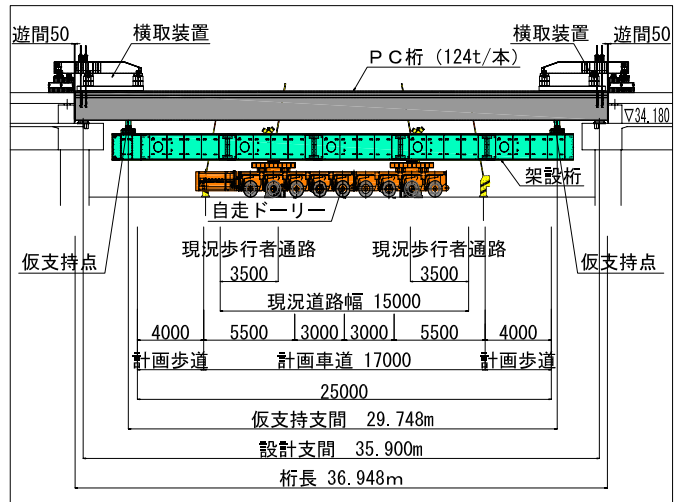 遊間50 横取装置 横取装置 遊間50
PC桁 (124t/本)
▽34.180
架設桁
自走ドーリー
現況歩行者通路 現況歩行者通路
仮支持点 仮支持点
3500 3500
現況道路幅 15000
4000 5500 3000 3000 5500 4000
計画歩道 計画車道 17000 計画歩道
25000
仮支持支間 29.748m
設計支間 35.900m
桁長 36.948m